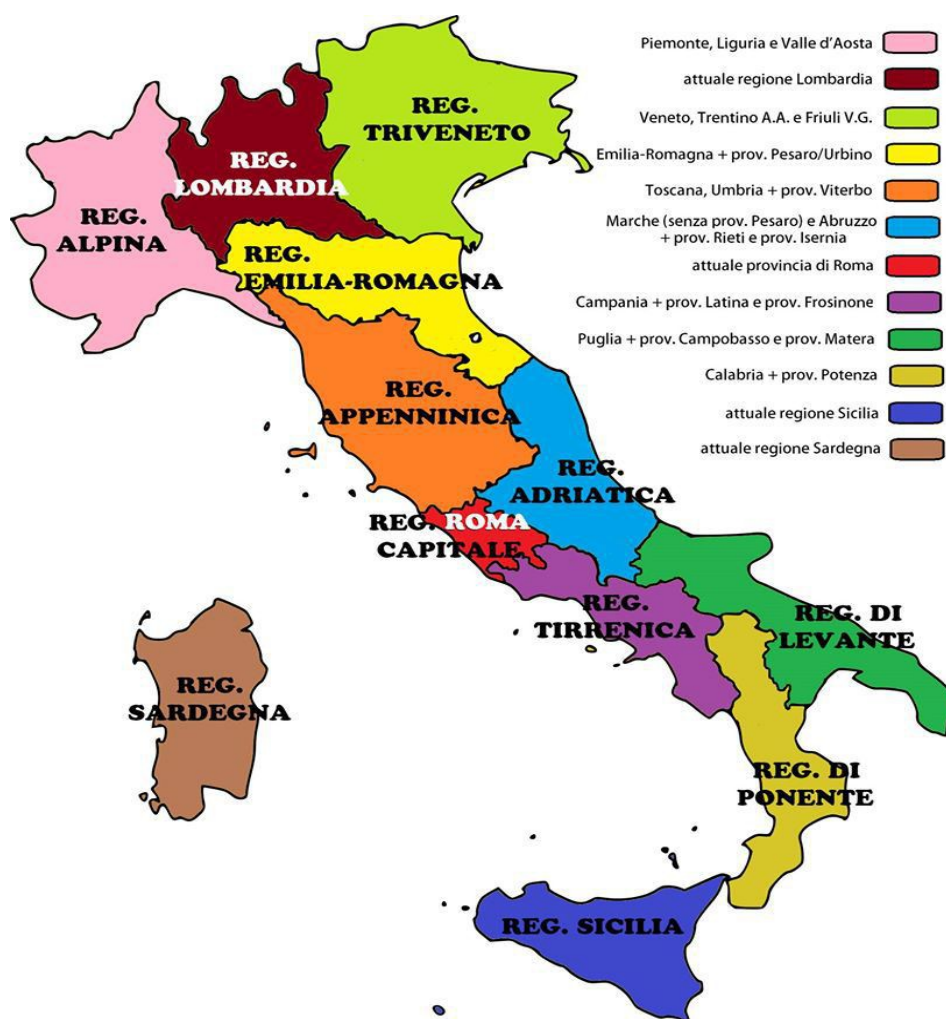 Piemonte, Liguria e Valle d'Aosta
attuale regione Lombardia
Veneto, Trentino A.A. e Friuli V.G.
Emilia-Romagna + prov. Pesaro/Urbino
Toscana, Umbria + prov. Viterbo
Marche (senza prov. Pesaro) e Abruzzo
+ prov. Rieti e prov. Isernia
attuale provincia di Roma
Campania + prov. Latina e prov. Frosinone
Puglia + prov. Campobasso e prov. Matera
Calabria + prov. Potenza
attuale regione Sicilia
attuale regione Sardegna
REG.
TRIVENETO
REG.
LOMBARDIA
REG.
ALPINA
REG.
EMILIA-ROMAGNA
REG.
APPENNINICA
REG.
ADRIATICA
REG. ROMA
CAPITALE
REG.
TIRRENICA
REG. DI
LEVANTE
REG.
SARDEGNA
REG. DI
PONENTE
REG. SICILIA